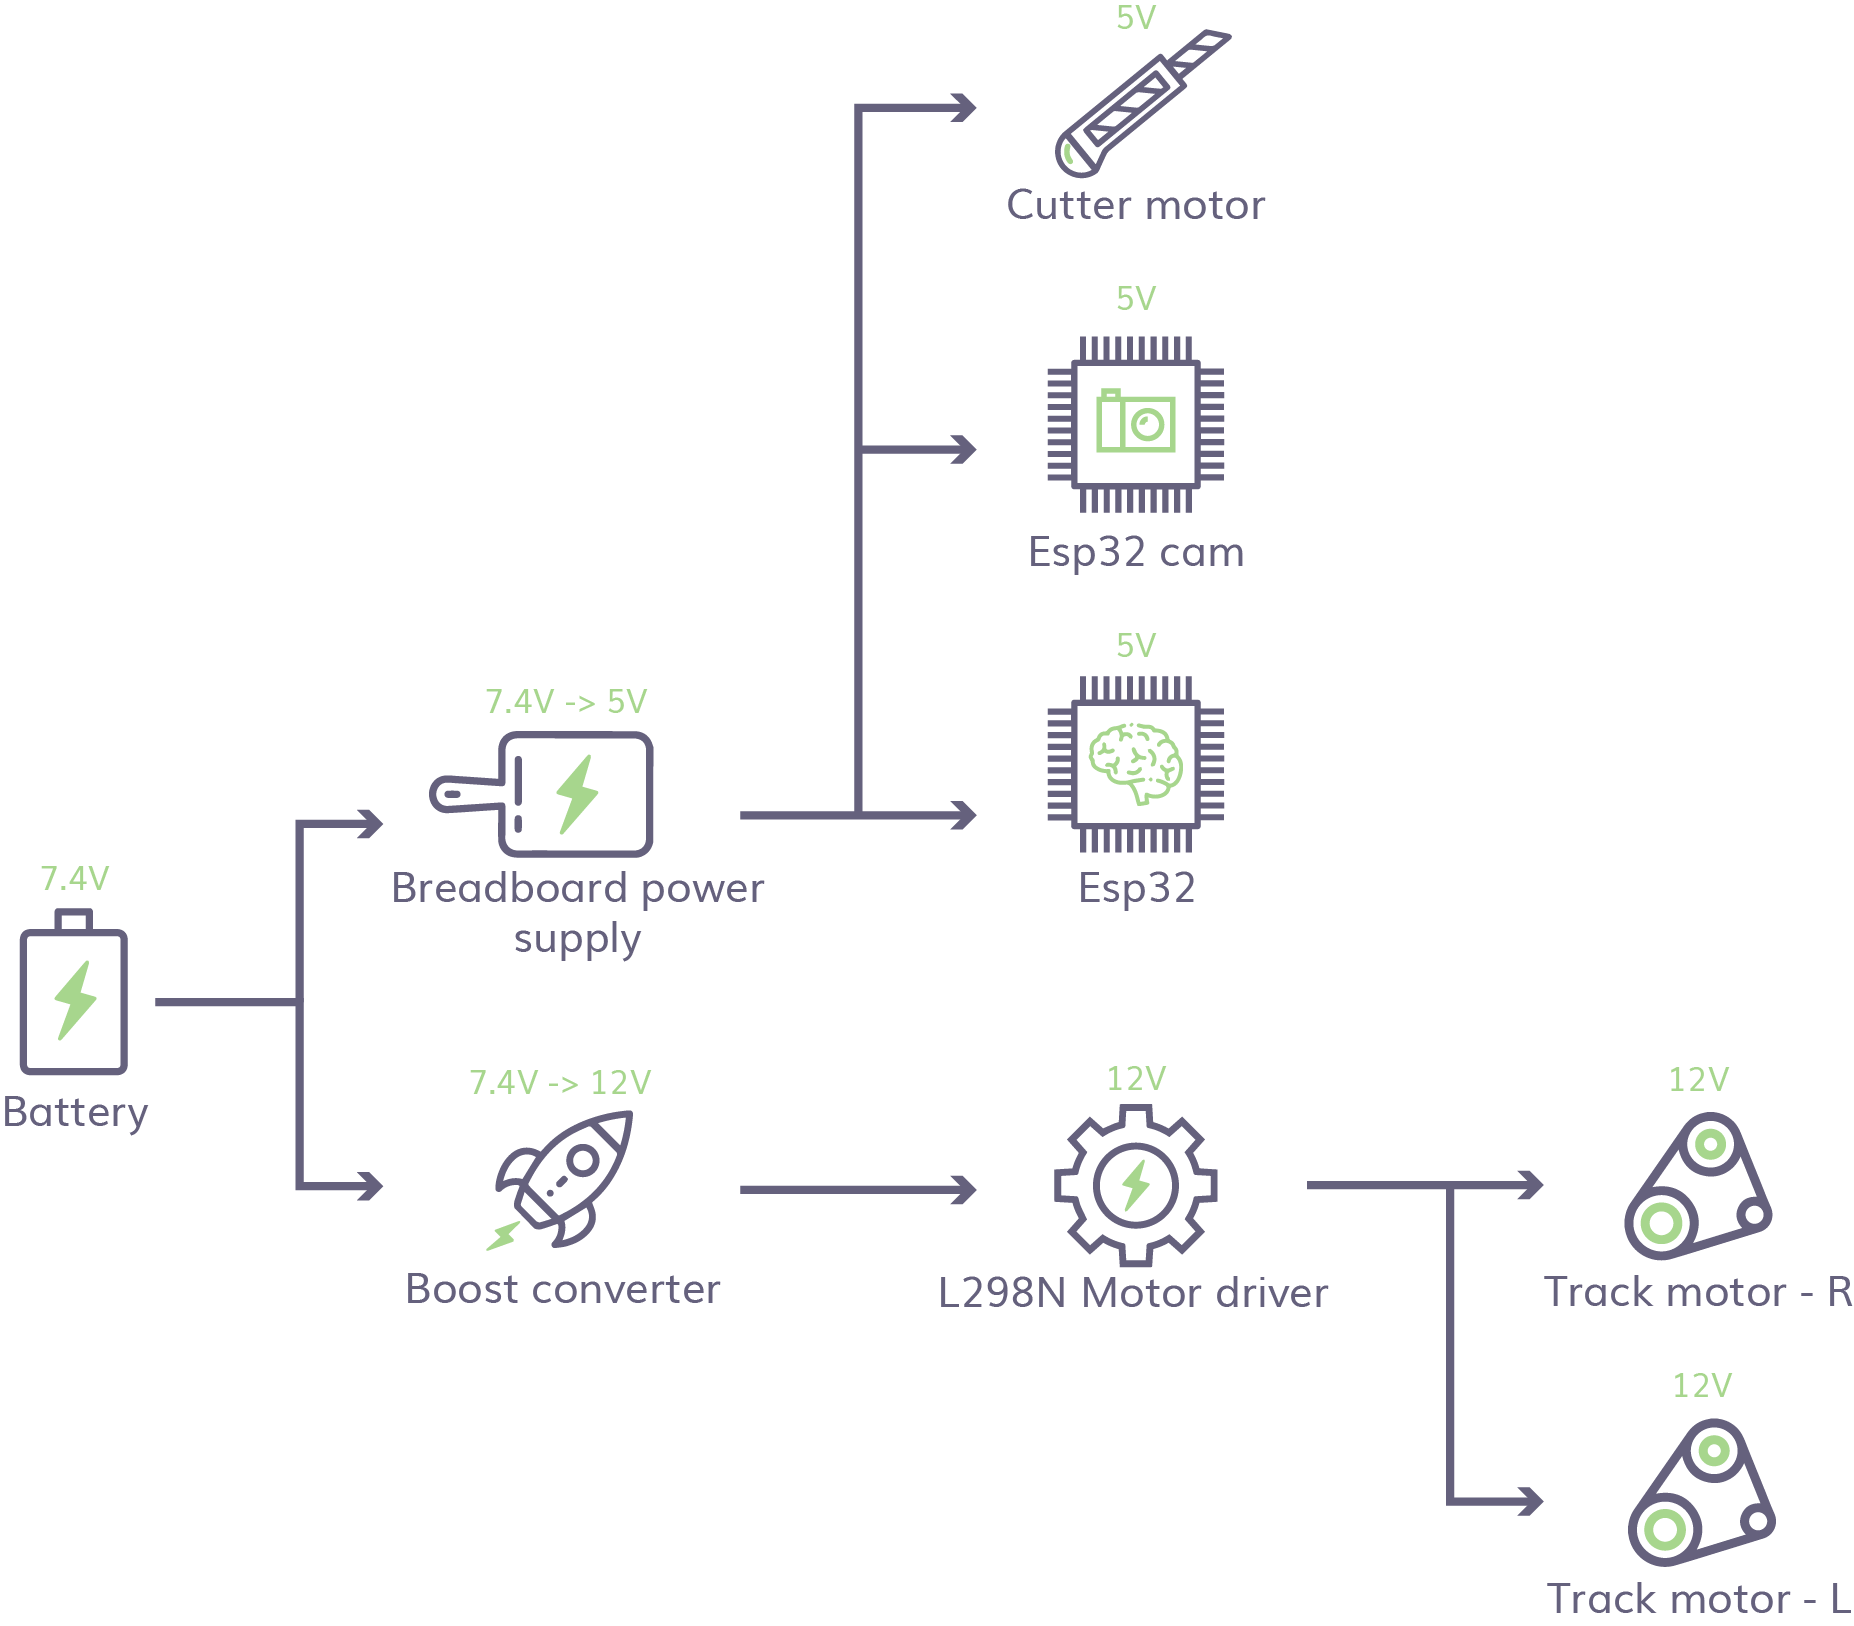 5V
Cutter motor
5V
Esp32 cam
5V
Esp32
7.4V -> 5V
Breadboard power
supply
7.4V
Battery
7.4V -> 12V
Boost converter
12V
L298N Motor driver
12V
Track motor - R
12V
Track motor - L